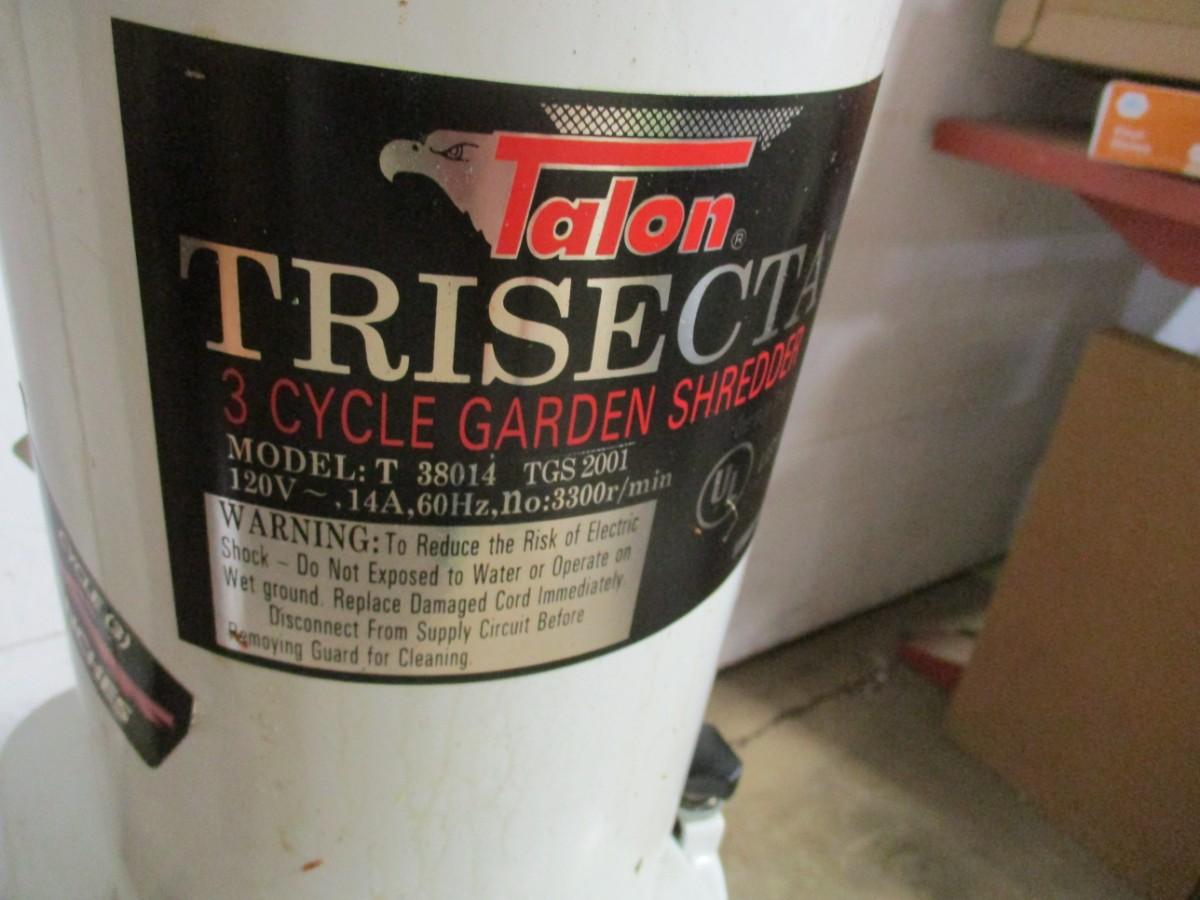 Talon®
TRISECTA
3 CYCLE GARDEN SHREDDER
MODEL: T 38014 TGS 2001
120V~, 14A, 60Hz, no:3300r/min
UL
WARNING: To Reduce the Risk of Electric
Shock – Do Not Exposed to Water or Operate on
Wet ground. Replace Damaged Cord Immediately.
Disconnect From Supply Circuit Before
Removing Guard for Cleaning.